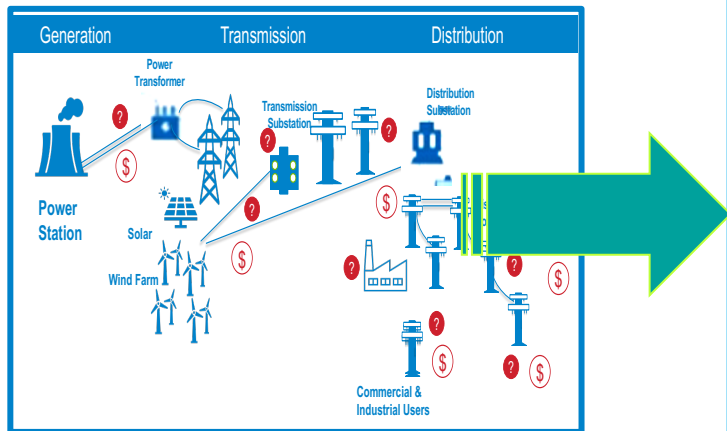 Generation
Transmission
Distribution
Power
Transformer
Transmission
Substation
Distribution
Substation
?
?
?
$
Power
Station
?
$
Solar
$
Wind Farm
?
?
$
?
$
?
$
Commercial &
Industrial Users